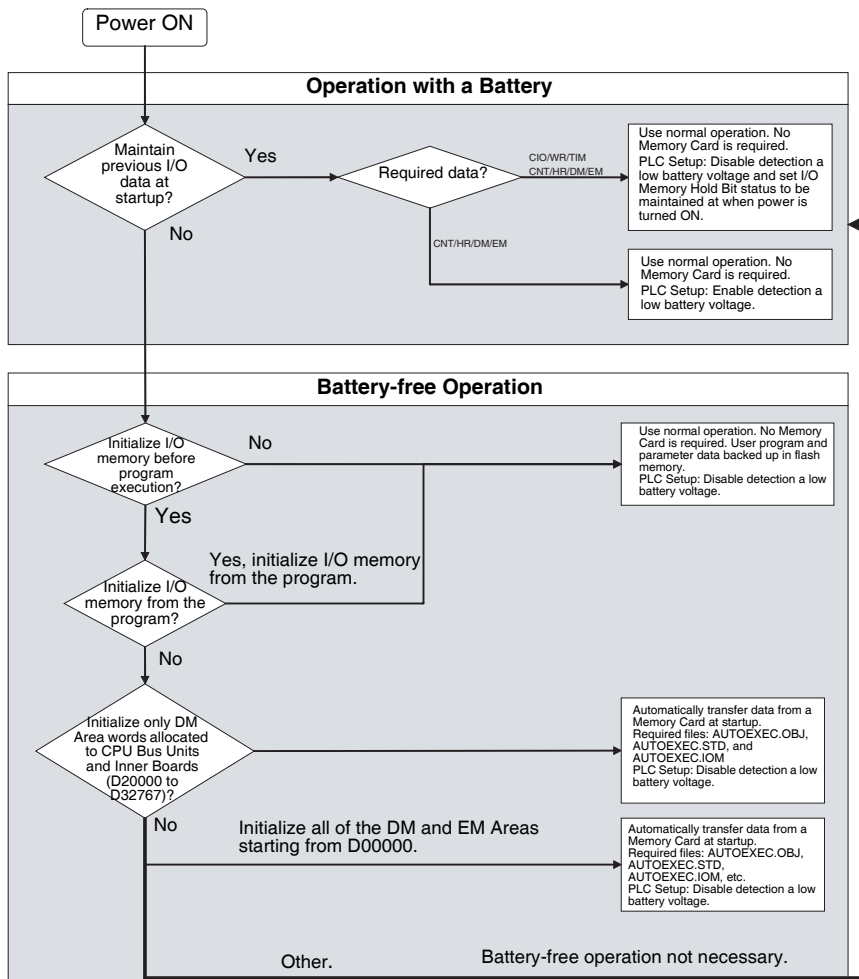 Power ON
Operation with a Battery
Maintain
previous I/O
data at
startup?
Yes
No
Required data?
CIO/WR/TIM
CNT/HR/DM/EM
CNT/HR/DM/EM
Use normal operation. No
Memory Card is required.
PLC Setup: Disable detection a
low battery voltage and set I/O
Memory Hold Bit status to be
maintained at when power is
turned ON.
Use normal operation. No
Memory Card is required.
PLC Setup: Enable detection a
low battery voltage.
Battery-free Operation
Initialize I/O
memory before
program
execution?
No
Yes
Use normal operation. No Memory
Card is required. User program and
parameter data backed up in flash
memory.
PLC Setup: Disable detection a low
battery voltage.
Yes, initialize I/O memory
from the program.
Initialize I/O
memory from the
program?
No
Initialize only DM
Area words allocated
to CPU Bus Units
and Inner Boards
(D20000 to
D32767)?
Automatically transfer data from a
Memory Card at startup.
Required files: AUTOEXEC.OBJ,
AUTOEXEC.STD, and
AUTOEXEC.IOM
PLC Setup: Disable detection a low
battery voltage.
No
Initialize all of the DM and EM Areas
starting from D00000.
Automatically transfer data from a
Memory Card at startup.
Required files: AUTOEXEC.OBJ,
AUTOEXEC.STD,
AUTOEXEC.IOM, etc.
PLC Setup: Disable detection a low
battery voltage.
Other.
Battery-free operation not necessary.